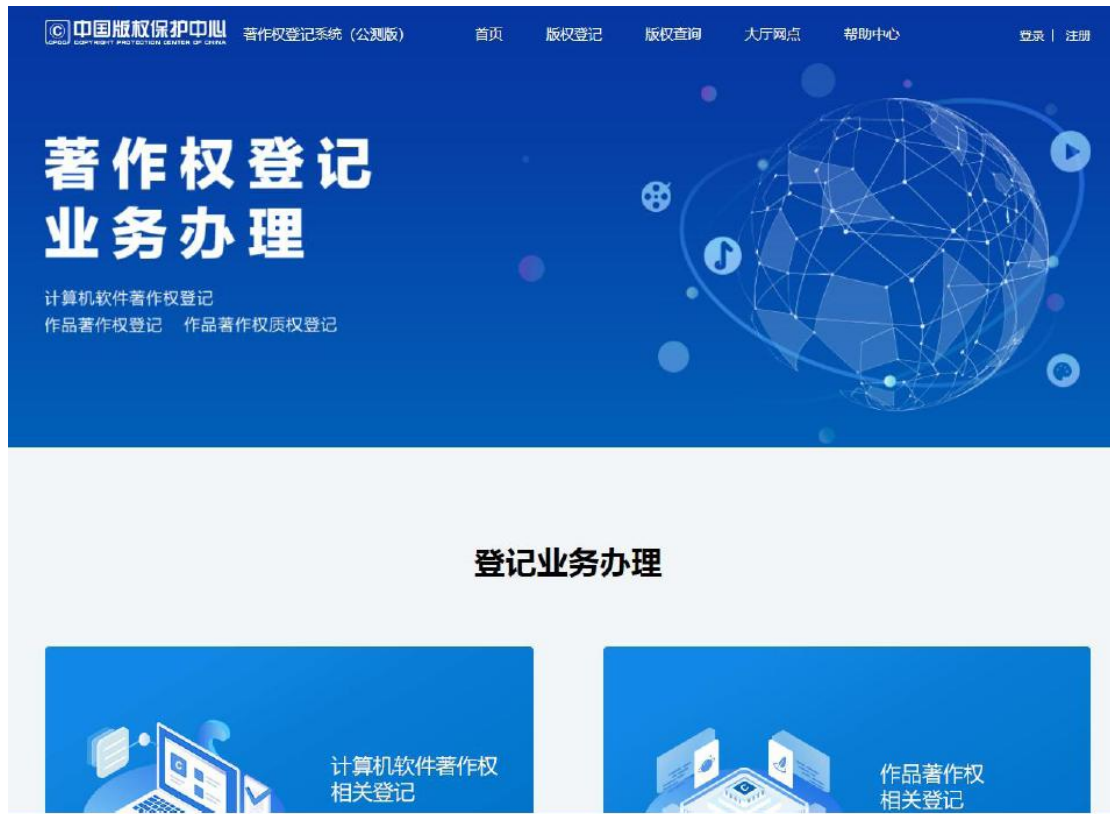 中国版权保护中心 著作权登记系统（公测版） 首页 版权登记 版权查询 大厅网点 帮助中心 登录 | 注册
CPCC COPYRIGHT PROTECTION CENTER OF CHINA
著作权登记
业务办理
计算机软件著作权登记
作品著作权登记 作品著作权质权登记
登记业务办理
计算机软件著作权
相关登记
作品著作权
相关登记